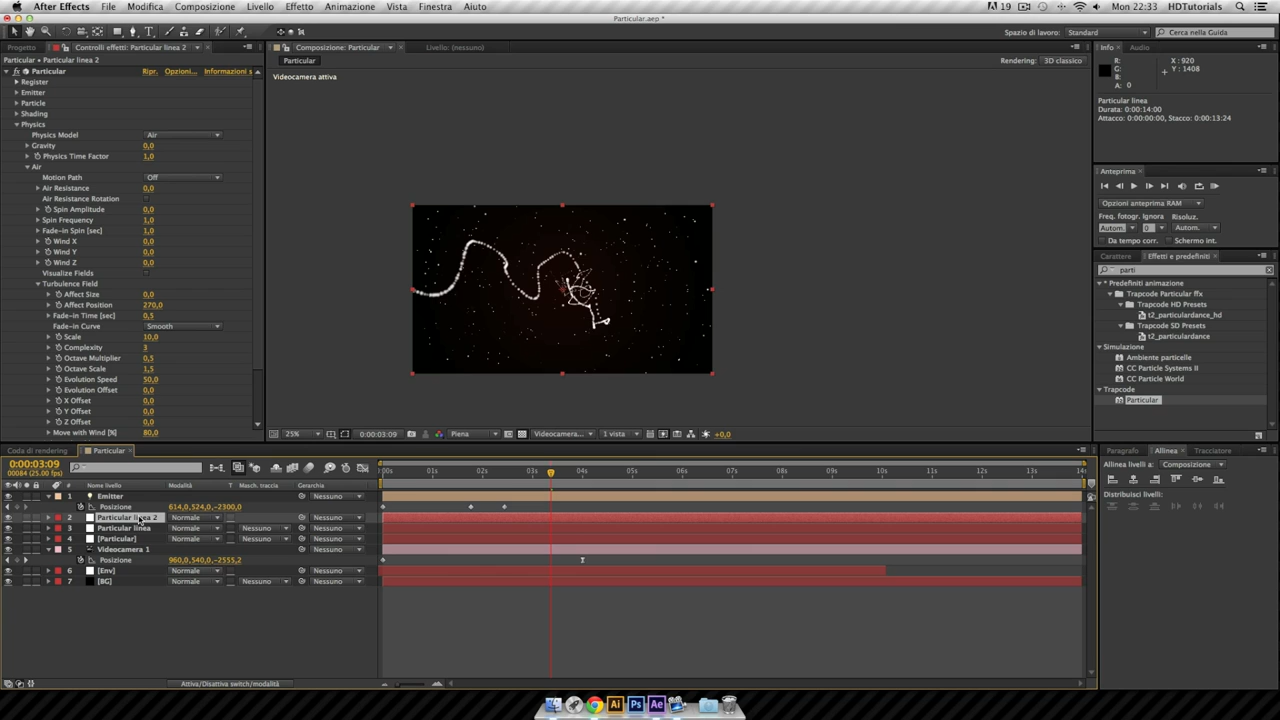 After Effects File Modifica Composizione Livello Effetto Animazione Vista Finestra Aiuto 19 Mar 22:33 HDTutorials
Particular.aep *
Spazio di lavoro: Standard Cerca nella Guida
Progetto Controlli effetti: Particular linea 2 Composizione: Particular Livello: (nessuno) Info Audio
Particular • Particular linea 2
Particular
Rendering: 3D classico
Videocamera attiva
Particular Ripr. Opzioni... Informazioni s
Register
Emitter
Particle
Shading
Physics
Physics Model Air
Gravity 0,0
Physics Time Factor 1,0
Air
Motion Path Off
Air Resistance 0,0
Air Resistance Rotation
Spin Amplitude 0,0
Spin Frequency 1,0
Fade-in Spin [sec] 1,0
Wind X 0,0
Wind Y 0,0
Wind Z 0,0
Visualize Fields
Turbulence Field
Affect Size 0,0
Affect Position 270,0
Fade-in Time [sec] 0,5
Fade-in Curve Smooth
Scale 10,0
Complexity 3
Octave Multiplier 0,5
Octave Scale 1,5
Evolution Speed 50,0
Evolution Offset 0,0
X Offset 0,0
Y Offset 0,0
Z Offset 0,0
Move with Wind [%] 80,0
R:
G:
B:
A: 0
X : 920
Y : 1408
Particular linea
Durata: 0:00:14:00
Attacco: 0:00:00:00, Stacco: 0:00:13:24
Anteprima
Opzioni anteprima RAM
Freq. fotogr. Ignora Risoluz.
Autom. 0 Autom.
Da tempo corr. Schermo int.
Carattere Effetti e predefiniti
parti
* Predefiniti animazione
Trapcode Particular ffx
Trapcode HD Presets
t2_particulardance_hd
Trapcode SD Presets
t2_particulardance
Simulazione
Ambiente particelle
CC Particle Systems II
CC Particle World
Trapcode
Particular
25% 0:00:03:09 Piena Videocamera... 1 vista +0,0
Coda di rendering Particular
0:00:03:09
00084 (25.00 fps)
:00s 01s 02s 03s 04s 05s 06s 07s 08s 09s 10s 11s 12s 13s 14s
# Nome livello Modalità T Masch. traccia Gerarchia
1 Emitter Nessuno
Posizione 614,0,524,0,-2300,0
2 Particular linea 2 Normale Nessuno
3 Particular linea Normale Nessuno Nessuno
4 [Particular] Normale Nessuno Nessuno
5 Videocamera 1 Nessuno
Posizione 960,0,540,0,-2555,2
6 [Env] Normale Nessuno
7 [BG] Normale Nessuno Nessuno
Attiva/Disattiva switch/modalità
Paragrafo Allinea Tracciatore
Allinea livelli a: Composizione
Distribuisci livelli:
Ai Ps Ae